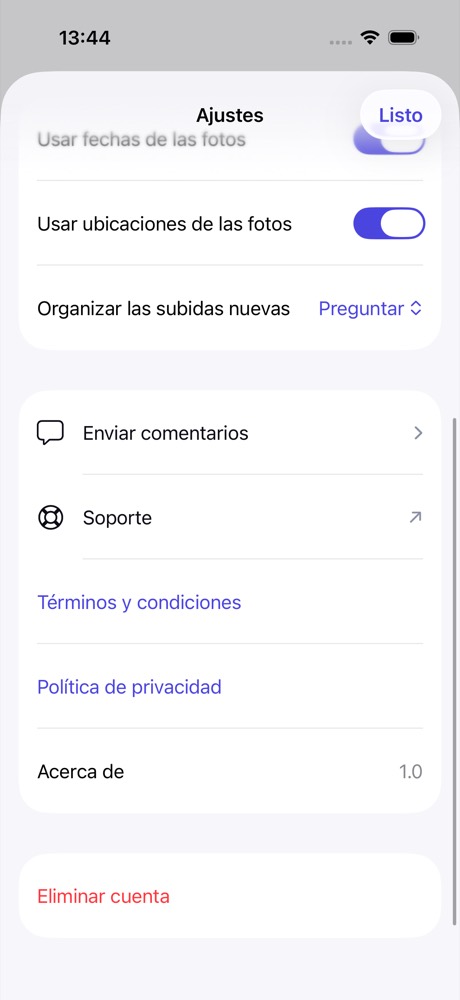 13:44
Ajustes
Listo
Usar fechas de las fotos
Usar ubicaciones de las fotos
Organizar las subidas nuevas Preguntar
Enviar comentarios
Soporte
Términos y condiciones
Política de privacidad
Acerca de 1.0
Eliminar cuenta